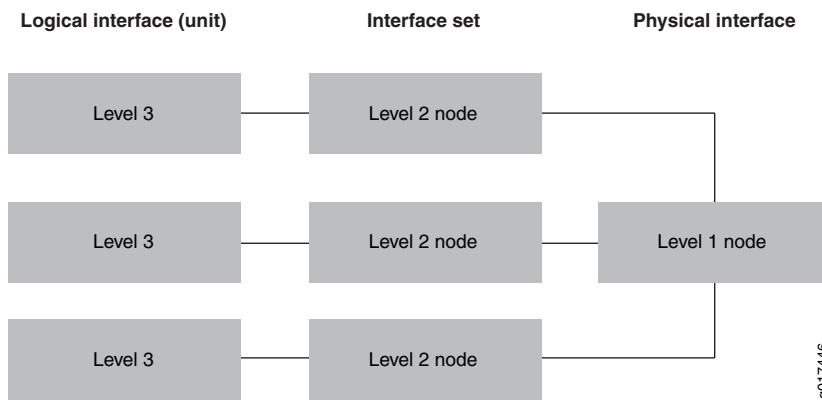 Logical interface (unit)
Interface set
Physical interface
Level 3
Level 2 node
Level 3
Level 2 node
Level 1 node
Level 3
Level 2 node
g017446